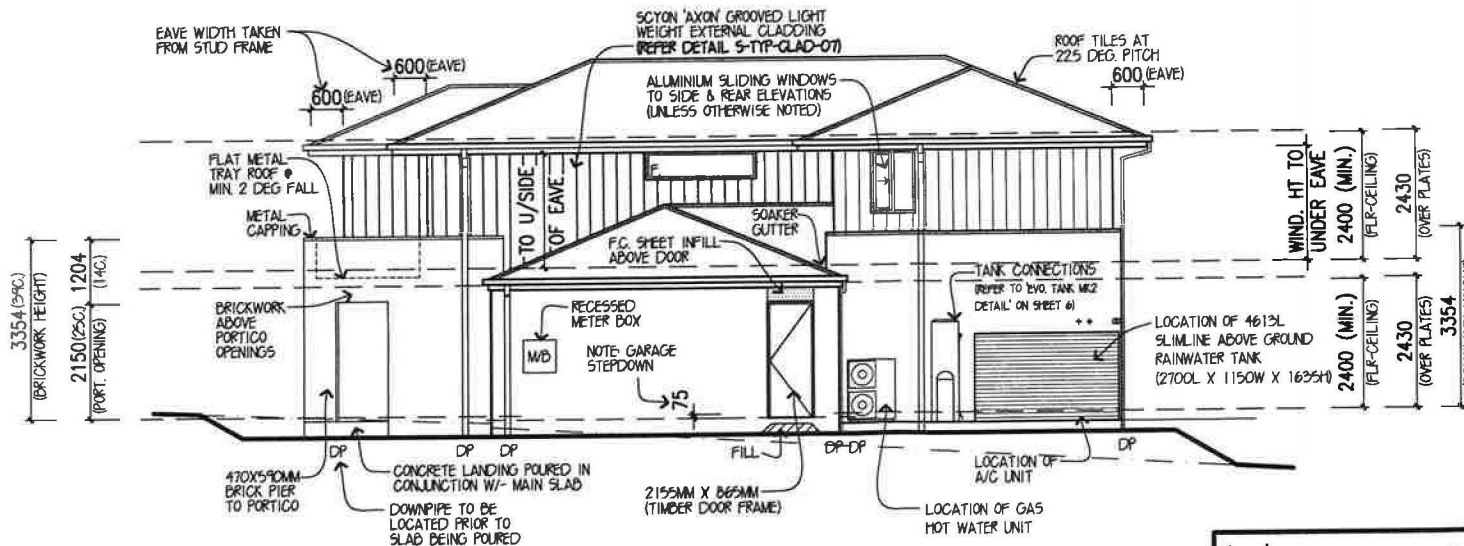 SCYON 'AXON' GROOVED LIGHT
WEIGHT EXTERNAL CLADDING
(REFER DETAIL S-TYP-CLAD-07)
EAVE WIDTH TAKEN
FROM STUD FRAME
600 (EAVE)
600 (EAVE)
ALUMINIUM SLIDING WINDOWS
TO SIDE & REAR ELEVATIONS
(UNLESS OTHERWISE NOTED)
ROOF TILES AT
22.5 DEG. PITCH
600 (EAVE)
FLAT METAL
TRAY ROOF @
MIN. 2 DEG FALL
METAL
CAPPING
F
TO U/SIDE
OF EAVE
SOAKER
GUTTER
F.C. SHEET INFILL
ABOVE DOOR
WIND. HT TO
UNDER EAVE
2400 (MIN.)
(FLR-CEILING)
2430
(OVER PLATES)
3354 (39C.)
(BRICKWORK HEIGHT)
1204
(14C.)
2150 (25C.)
(PORT. OPENING)
BRICKWORK
ABOVE
PORTICO
OPENINGS
RECESSED
METER BOX
M/B
NOTE: GARAGE
STEPDOWN
75
TANK CONNECTIONS
(REFER TO 'EVO. TANK MK2
DETAIL' ON SHEET 6)
LOCATION OF 4613L
SLIMLINE ABOVE GROUND
RAINWATER TANK
(2700L X 1150W X 1635H)
2400 (MIN.)
(FLR-CEILING)
2430
(OVER PLATES)
3354
DP
DP
DP
DP
DP
DP
470X590MM
BRICK PIER
TO PORTICO
CONCRETE LANDING POURED IN
CONJUNCTION W/- MAIN SLAB
DOWNPIPE TO BE
LOCATED PRIOR TO
SLAB BEING POURED
FILL
2155MM X 865MM
(TIMBER DOOR FRAME)
LOCATION OF GAS
HOT WATER UNIT
LOCATION OF
A/C UNIT